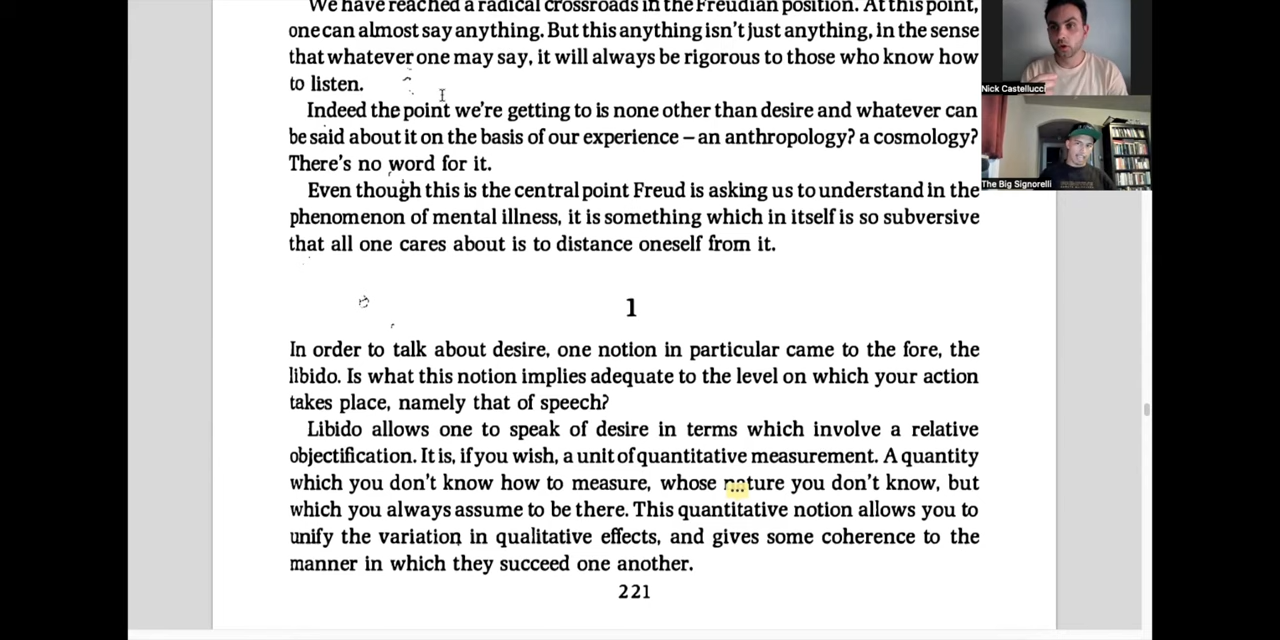 We have reached a radical crossroads in the Freudian position. At this point,
one can almost say anything. But this anything isn't just anything, in the sense
that whatever one may say, it will always be rigorous to those who know how
to listen.
Indeed the point we're getting to is none other than desire and whatever can
be said about it on the basis of our experience – an anthropology? a cosmology?
There's no word for it.
Even though this is the central point Freud is asking us to understand in the
phenomenon of mental illness, it is something which in itself is so subversive
that all one cares about is to distance oneself from it.
1
In order to talk about desire, one notion in particular came to the fore, the
libido. Is what this notion implies adequate to the level on which your action
takes place, namely that of speech?
Libido allows one to speak of desire in terms which involve a relative
objectification. It is, if you wish, a unit of quantitative measurement. A quantity
which you don't know how to measure, whose nature you don't know, but
which you always assume to be there. This quantitative notion allows you to
unify the variation in qualitative effects, and gives some coherence to the
manner in which they succeed one another.
221
Nick Castellucci
The Big Signorelli